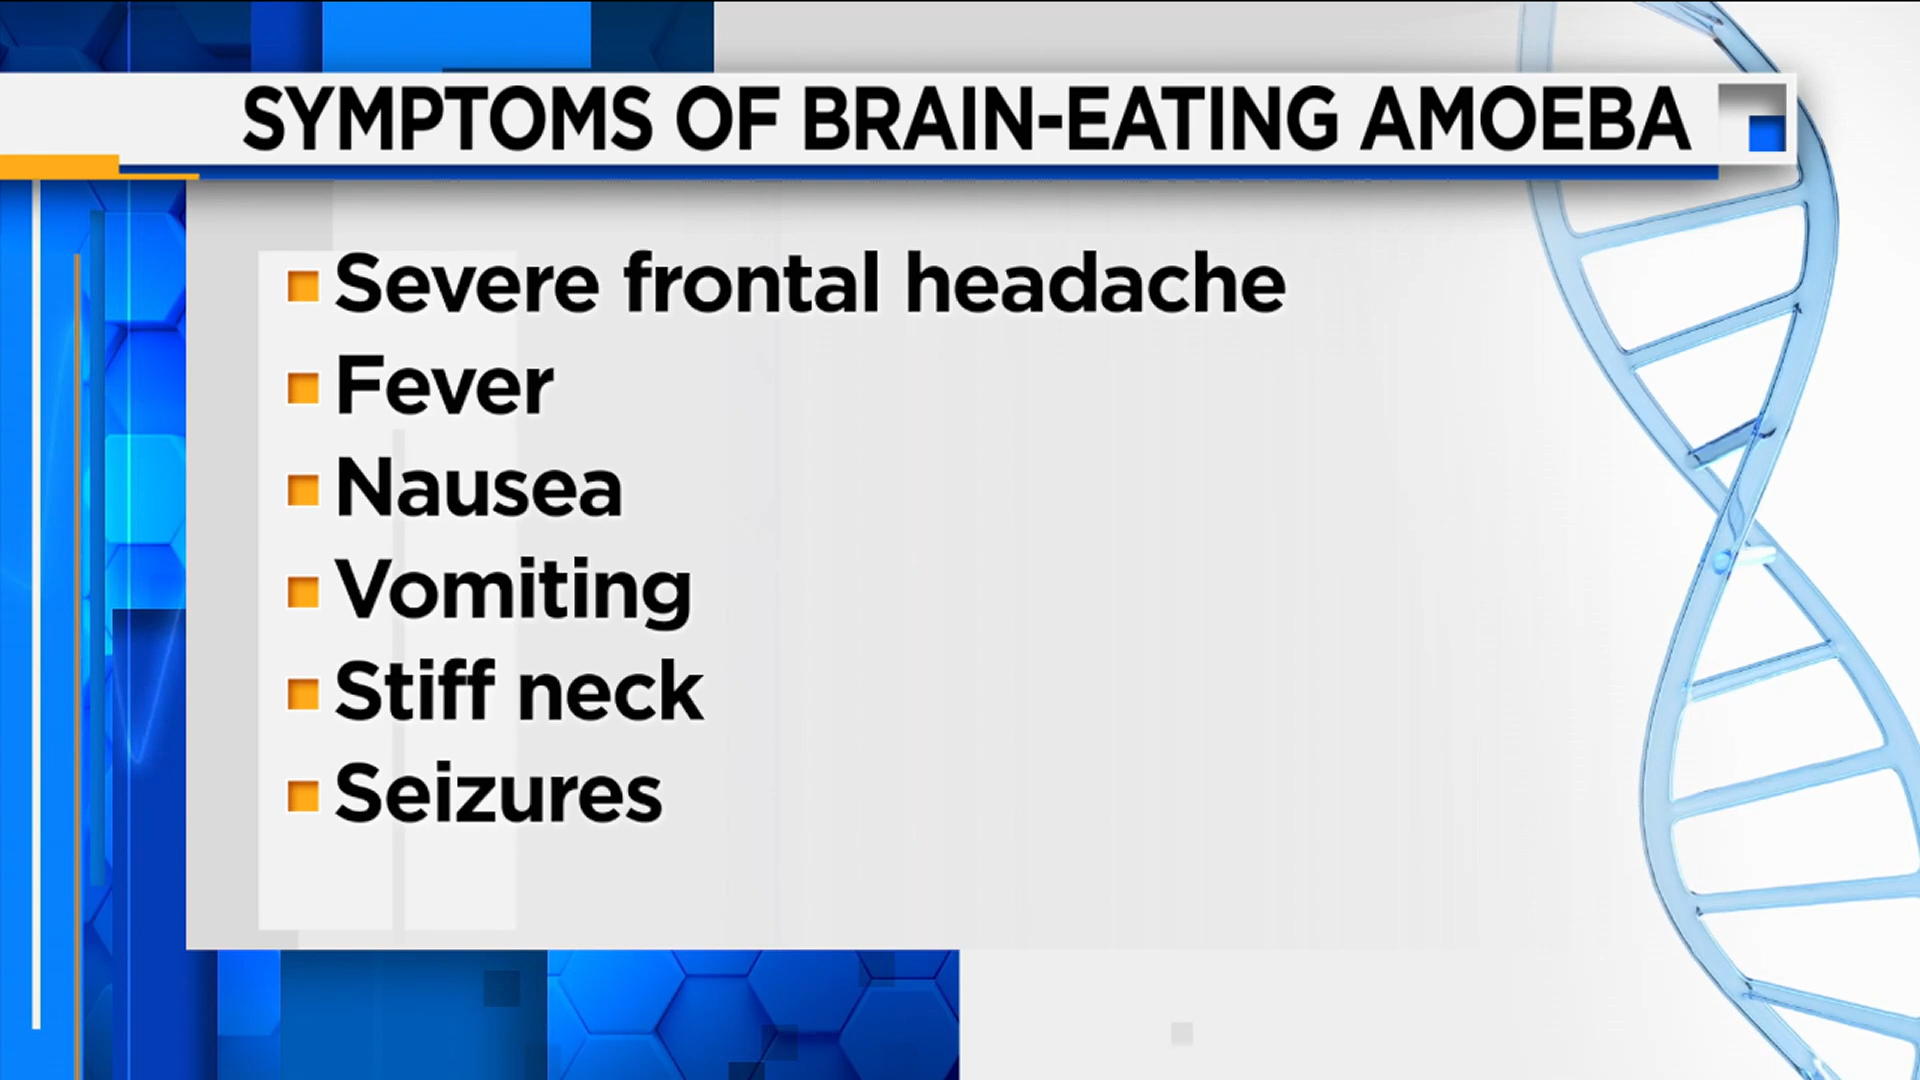 SYMPTOMS OF BRAIN-EATING AMOEBA
Severe frontal headache
Fever
Nausea
Vomiting
Stiff neck
Seizures